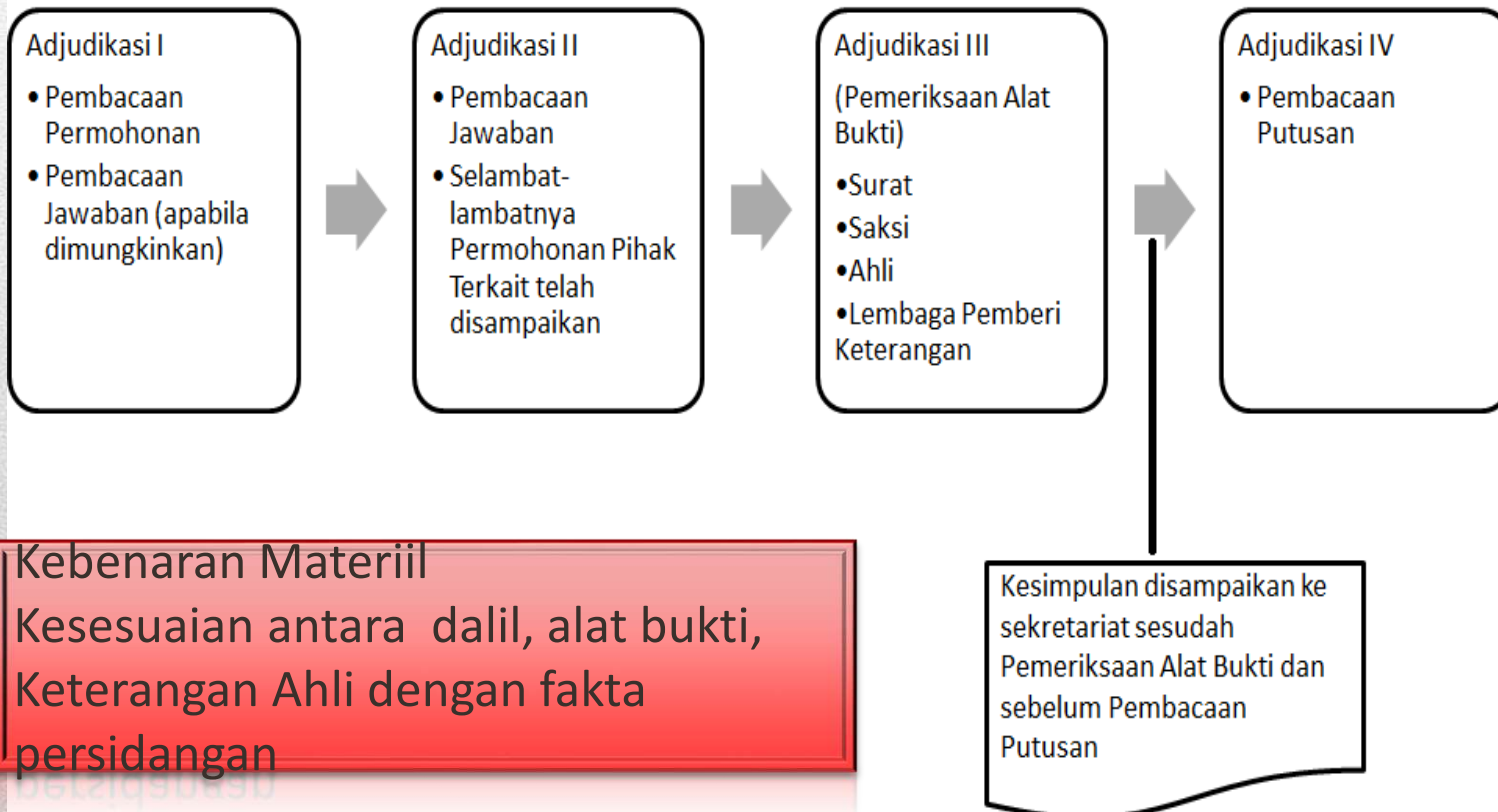 Adjudikasi I
• Pembacaan
Permohonan
• Pembacaan
Jawaban (apabila
dimungkinkan)
Adjudikasi II
• Pembacaan
Jawaban
• Selambat-
lambatnya
Permohonan Pihak
Terkait telah
disampaikan
Adjudikasi III
(Pemeriksaan Alat
Bukti)
•Surat
•Saksi
•Ahli
•Lembaga Pemberi
Keterangan
Adjudikasi IV
• Pembacaan
Putusan
Kebenaran Materiil
Kesesuaian antara dalil, alat bukti,
Keterangan Ahli dengan fakta
persidangan
Kesimpulan disampaikan ke
sekretariat sesudah
Pemeriksaan Alat Bukti dan
sebelum Pembacaan
Putusan